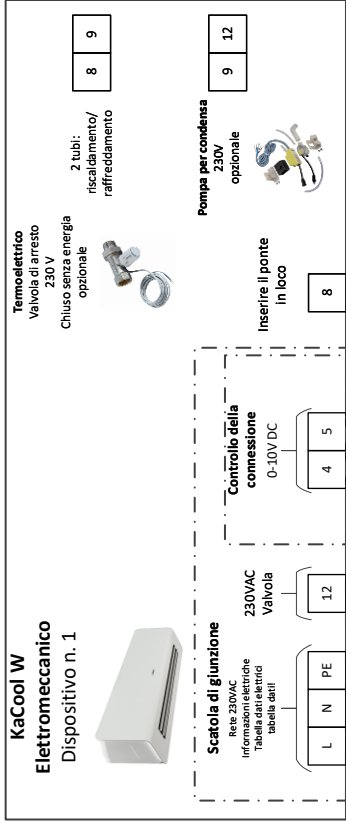 KaCool W
Elettromeccanico
Dispositivo n. 1
Termoelettrico
Valvola di arresto
230 V
Chiuso senza energia
opzionale
2 tubi:
riscaldamento/
raffreddamento
8 9
Scatola di giunzione
Rete 230VAC
Informazioni elettriche
Tabella dati elettrici
tabella dati!
L N PE
230VAC
Valvola
12
Controllo della
connessione
0-10V DC
4 5
Inserire il ponte
in loco
8
Pompa per condensa
230V
opzionale
9 12